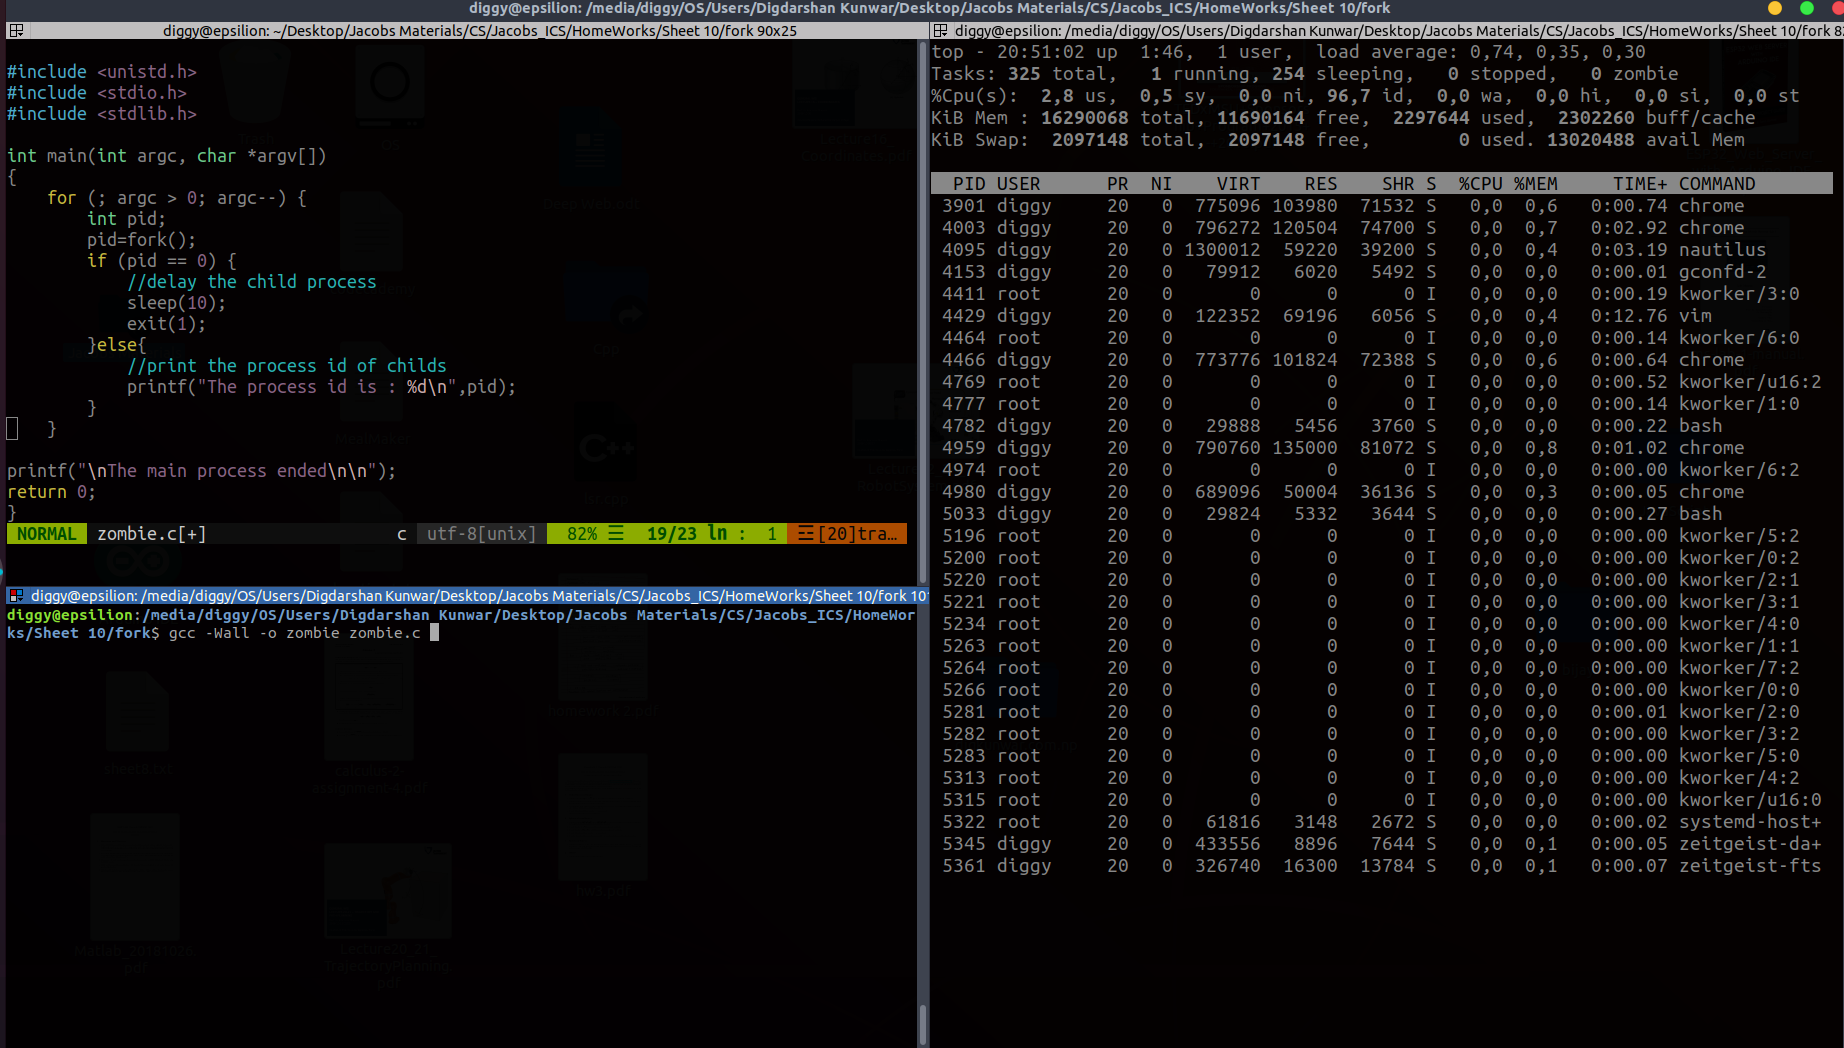 diggy@epsilion: /media/diggy/OS/Users/Digdarshan Kunwar/Desktop/Jacobs Materials/CS/Jacobs_ICS/HomeWorks/Sheet 10/fork
diggy@epsilion: ~/Desktop/Jacobs Materials/CS/Jacobs_ICS/HomeWorks/Sheet 10/fork 90x25
#include <unistd.h>
#include <stdio.h>
#include <stdlib.h>
int main(int argc, char *argv[])
{
    for (; argc > 0; argc--) {
        int pid;
        pid=fork();
        if (pid == 0) {
            //delay the child process
            sleep(10);
            exit(1);
        }else{
            //print the process id of childs
            printf("The process id is : %d\n",pid);
        }
    }
printf("\nThe main process ended\n\n");
return 0;
}
NORMAL zombie.c[+] c utf-8[unix] 82% ☰ 19/23 ln : 1 ☲[20]tra…
diggy@epsilion: /media/diggy/OS/Users/Digdarshan Kunwar/Desktop/Jacobs Materials/CS/Jacobs_ICS/HomeWorks/Sheet 10/fork 101
diggy@epsilion:/media/diggy/OS/Users/Digdarshan Kunwar/Desktop/Jacobs Materials/CS/Jacobs_ICS/HomeWor
ks/Sheet 10/fork$ gcc -Wall -o zombie zombie.c
diggy@epsilion: /media/diggy/OS/Users/Digdarshan Kunwar/Desktop/Jacobs Materials/CS/Jacobs_ICS/HomeWorks/Sheet 10/fork 82
top - 20:51:02 up  1:46,  1 user,  load average: 0,74, 0,35, 0,30
Tasks: 325 total,   1 running, 254 sleeping,   0 stopped,   0 zombie
%Cpu(s):  2,8 us,  0,5 sy,  0,0 ni, 96,7 id,  0,0 wa,  0,0 hi,  0,0 si,  0,0 st
KiB Mem : 16290068 total, 11690164 free,  2297644 used,  2302260 buff/cache
KiB Swap:  2097148 total,  2097148 free,        0 used. 13020488 avail Mem
PID USER PR NI VIRT RES SHR S %CPU %MEM TIME+ COMMAND
3901 diggy 20 0 775096 103980 71532 S 0,0 0,6 0:00.74 chrome
4003 diggy 20 0 796272 120504 74700 S 0,0 0,7 0:02.92 chrome
4095 diggy 20 0 1300012 59220 39200 S 0,0 0,4 0:03.19 nautilus
4153 diggy 20 0 79912 6020 5492 S 0,0 0,0 0:00.01 gconfd-2
4411 root 20 0 0 0 0 I 0,0 0,0 0:00.19 kworker/3:0
4429 diggy 20 0 122352 69196 6056 S 0,0 0,4 0:12.76 vim
4464 root 20 0 0 0 0 I 0,0 0,0 0:00.14 kworker/6:0
4466 diggy 20 0 773776 101824 72388 S 0,0 0,6 0:00.64 chrome
4769 root 20 0 0 0 0 I 0,0 0,0 0:00.52 kworker/u16:2
4777 root 20 0 0 0 0 I 0,0 0,0 0:00.14 kworker/1:0
4782 diggy 20 0 29888 5456 3760 S 0,0 0,0 0:00.22 bash
4959 diggy 20 0 790760 135000 81072 S 0,0 0,8 0:01.02 chrome
4974 root 20 0 0 0 0 I 0,0 0,0 0:00.00 kworker/6:2
4980 diggy 20 0 689096 50004 36136 S 0,0 0,3 0:00.05 chrome
5033 diggy 20 0 29824 5332 3644 S 0,0 0,0 0:00.27 bash
5196 root 20 0 0 0 0 I 0,0 0,0 0:00.00 kworker/5:2
5200 root 20 0 0 0 0 I 0,0 0,0 0:00.00 kworker/0:2
5220 root 20 0 0 0 0 I 0,0 0,0 0:00.00 kworker/2:1
5221 root 20 0 0 0 0 I 0,0 0,0 0:00.00 kworker/3:1
5234 root 20 0 0 0 0 I 0,0 0,0 0:00.00 kworker/4:0
5263 root 20 0 0 0 0 I 0,0 0,0 0:00.00 kworker/1:1
5264 root 20 0 0 0 0 I 0,0 0,0 0:00.00 kworker/7:2
5266 root 20 0 0 0 0 I 0,0 0,0 0:00.00 kworker/0:0
5281 root 20 0 0 0 0 I 0,0 0,0 0:00.01 kworker/2:0
5282 root 20 0 0 0 0 I 0,0 0,0 0:00.00 kworker/3:2
5283 root 20 0 0 0 0 I 0,0 0,0 0:00.00 kworker/5:0
5313 root 20 0 0 0 0 I 0,0 0,0 0:00.00 kworker/4:2
5315 root 20 0 0 0 0 I 0,0 0,0 0:00.00 kworker/u16:0
5322 root 20 0 61816 3148 2672 S 0,0 0,0 0:00.02 systemd-host+
5345 diggy 20 0 433556 8896 7644 S 0,0 0,1 0:00.05 zeitgeist-da+
5361 diggy 20 0 326740 16300 13784 S 0,0 0,1 0:00.07 zeitgeist-fts